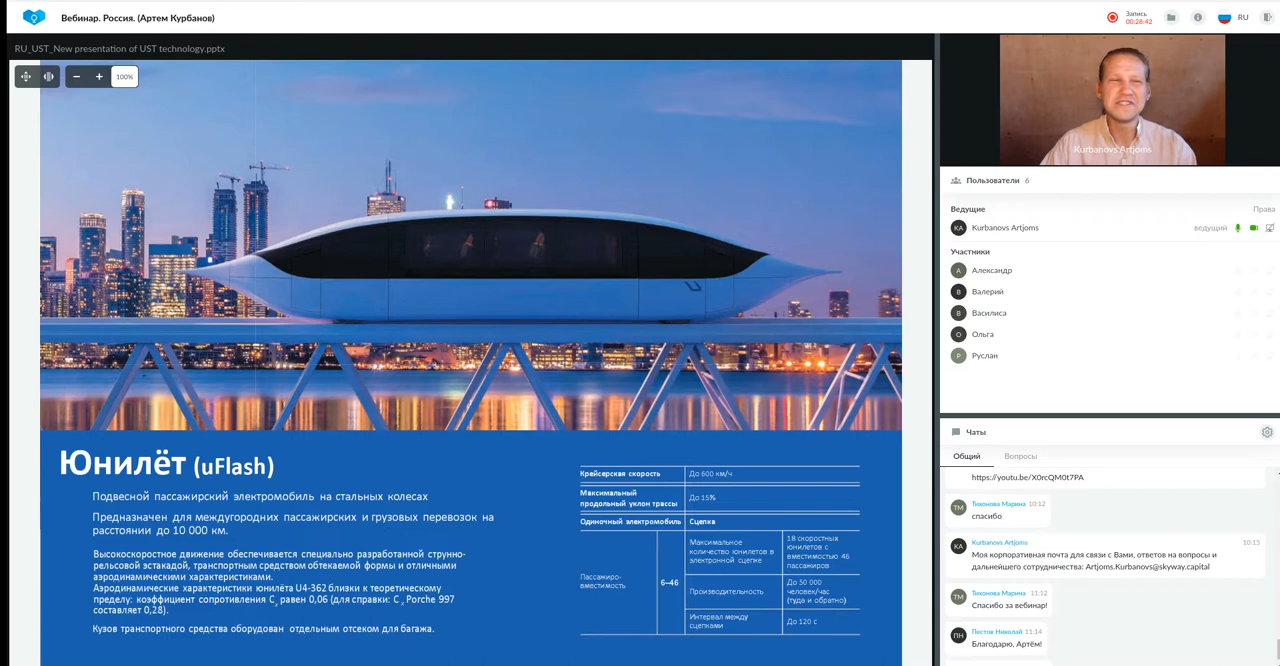 Вебинар. Россия. (Артем Курбанов)
Запись
00:28:42
RU
RU_UST_New presentation of UST technology.pptx
100%
Юнилёт (uFlash)
Подвесной пассажирский электромобиль на стальных колесах
Предназначен для междугородних пассажирских и грузовых перевозок на
расстоянии до 10 000 км.
Высокоскоростное движение обеспечивается специально разработанной струнно-
рельсовой эстакадой, транспортным средством обтекаемой формы и отличными
аэродинамическими характеристиками.
Аэродинамические характеристики юнилёта U4-362 близки к теоретическому
пределу: коэффициент сопротивления Cx равен 0,06 (для справки: Cx Porche 997
составляет 0,28).
Кузов транспортного средства оборудован отдельным отсеком для багажа.
Крейсерская скорость
До 600 км/ч
Максимальный
продольный уклон трассы
До 15%
Одиночный электромобиль
Сцепка
Пассажиро-
вместимость
6–46
Максимальное
количество юнилетов в
электронной сцепке
18 скоростных
юнилетов с
вместимостью 46
пассажиров
Производительность
До 50 000
человек/час
(туда и обратно)
Интервал между
сцепками
До 120 с
Kurbanovs Artjoms
Пользователи 6
Ведущие
Права
KA
Kurbanovs Artjoms
ведущий
Участники
А
Александр
В
Валерий
В
Василиса
О
Ольга
Р
Руслан
Чаты
Общий
Вопросы
https://youtu.be/X0rcQM0t7PA
ТМ
Тихонова Марина 10:12
спасибо
KA
Kurbanovs Artjoms
10:15
Моя корпоративная почта для связи с Вами, ответов на вопросы и
дальнейшего сотрудничества: Artjoms.Kurbanovs@skyway.capital
ТМ
Тихонова Марина 11:12
Спасибо за вебинар!
ПН
Пестов Николай 11:14
Благодарю, Артём!